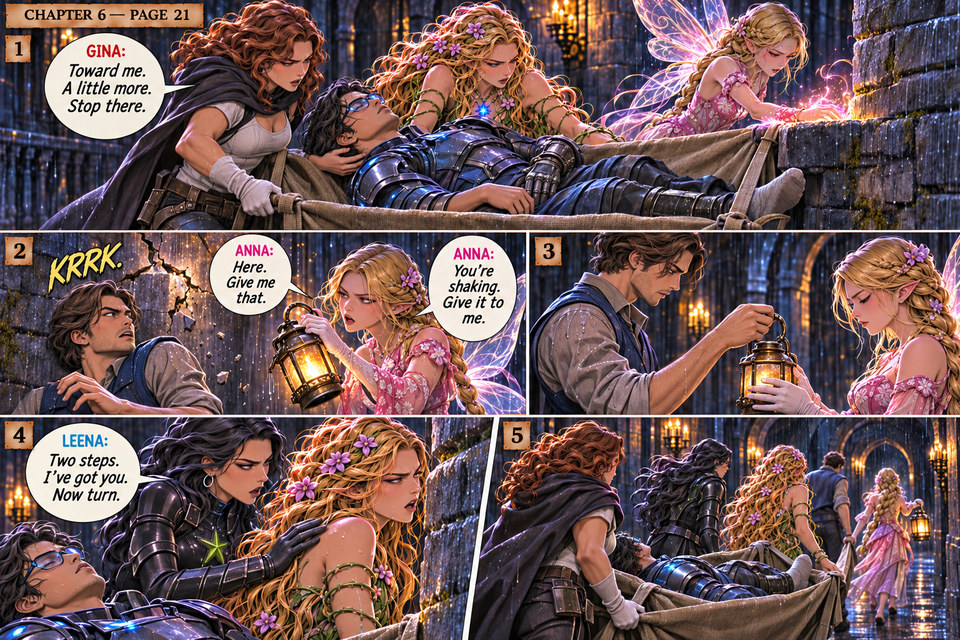 CHAPTER 6 — PAGE 21
1
GINA:
Toward me.
A little more.
Stop there.
2
KRRK.
ANNA:
Here.
Give me
that.
ANNA:
You're
shaking.
Give it to
me.
3
4
LEENA:
Two steps.
I've got you.
Now turn.
5